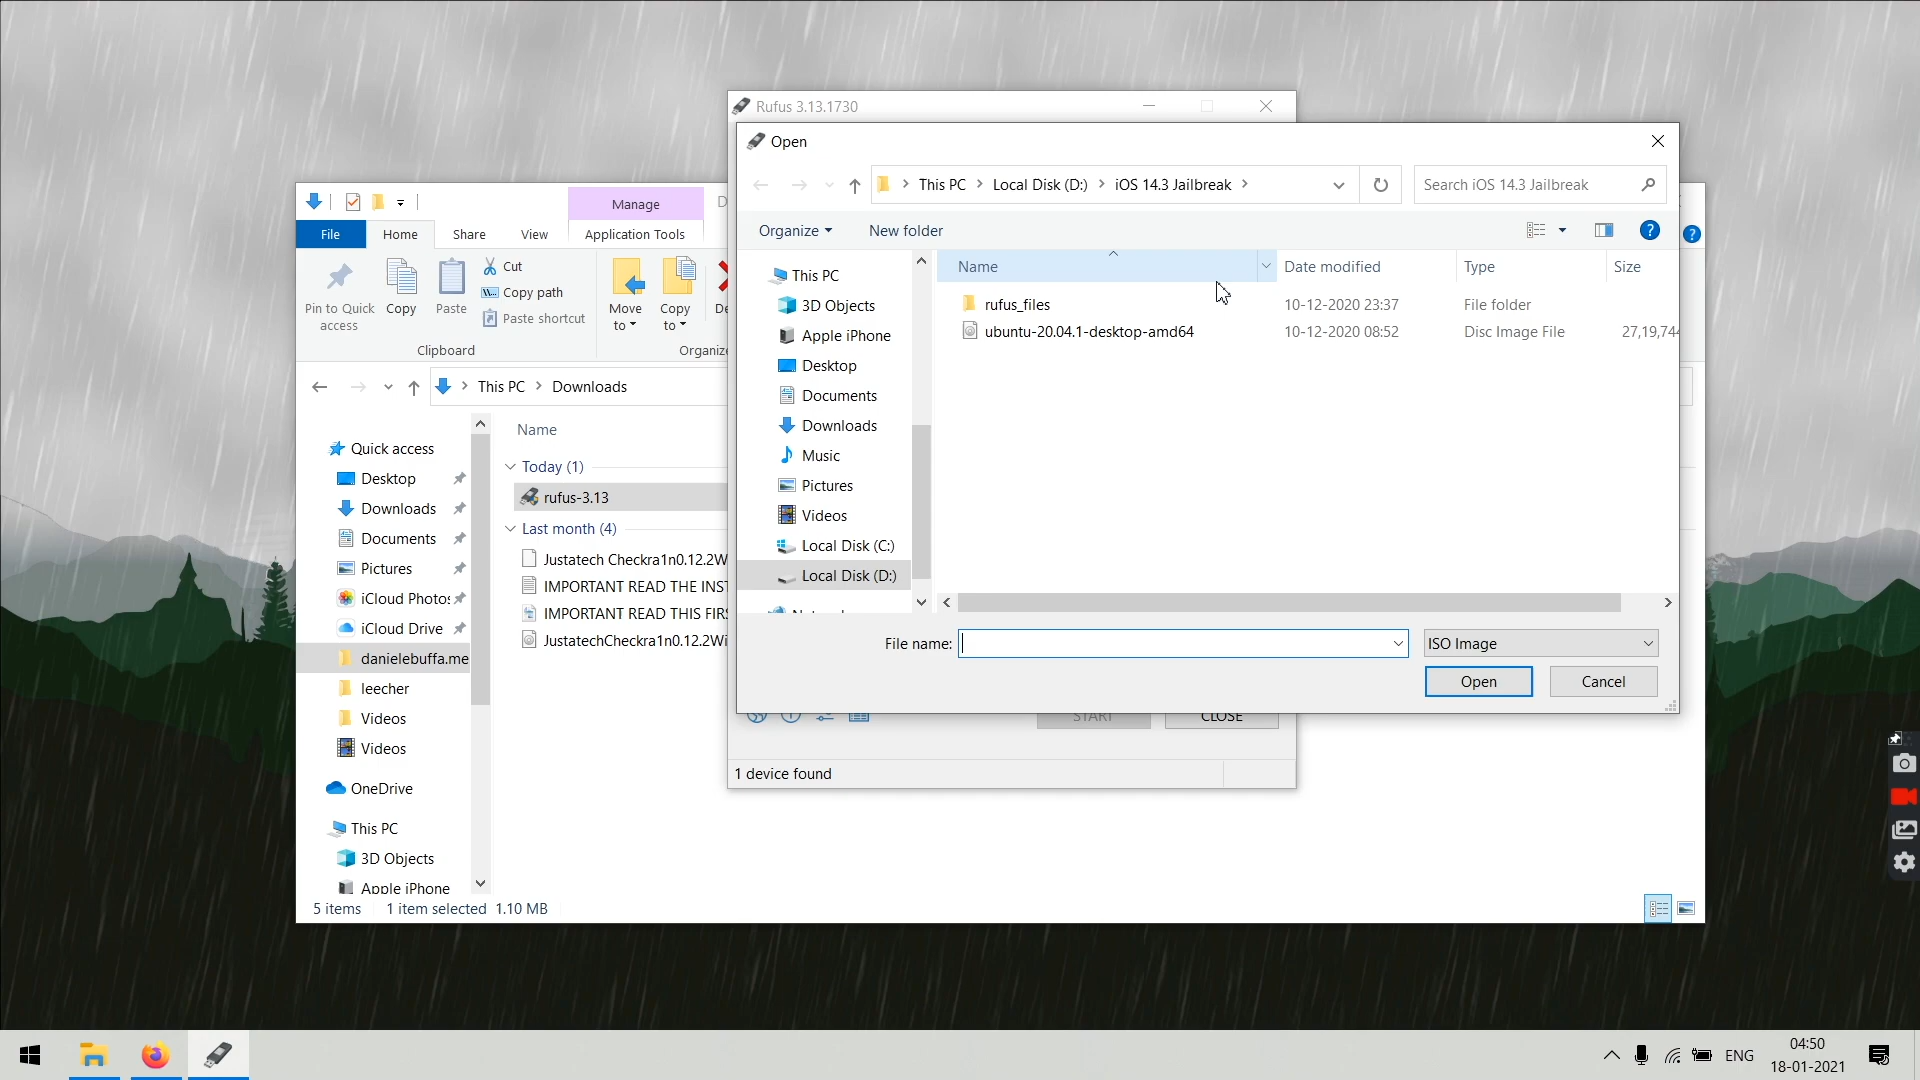 Rufus 3.13.1730
Open
This PC
Local Disk (D:)
iOS 14.3 Jailbreak
Search iOS 14.3 Jailbreak
Organize
New folder
Name
Date modified
Type
Size
rufus_files
10-12-2020 23:37
File folder
ubuntu-20.04.1-desktop-amd64
10-12-2020 08:52
Disc Image File
27,19,744
This PC
3D Objects
Apple iPhone
Desktop
Documents
Downloads
Music
Pictures
Videos
Local Disk (C:)
Local Disk (D:)
File name:
ISO Image
Open
Cancel
START
CLOSE
1 device found
Manage
File
Home
Share
View
Application Tools
Pin to Quick
access
Copy
Paste
Cut
Copy path
Paste shortcut
Clipboard
Move
to
Copy
to
De
Organize
This PC
Downloads
Quick access
Desktop
Downloads
Documents
Pictures
iCloud Photos
iCloud Drive
danielebuffa.me
leecher
Videos
Videos
OneDrive
This PC
3D Objects
Apple iPhone
Name
Today (1)
rufus-3.13
Last month (4)
Justatech Checkra1n0.12.2W
IMPORTANT READ THE INST
IMPORTANT READ THIS FIRS
JustatechCheckra1n0.12.2Wi
5 items
1 item selected 1.10 MB
ENG
04:50
18-01-2021